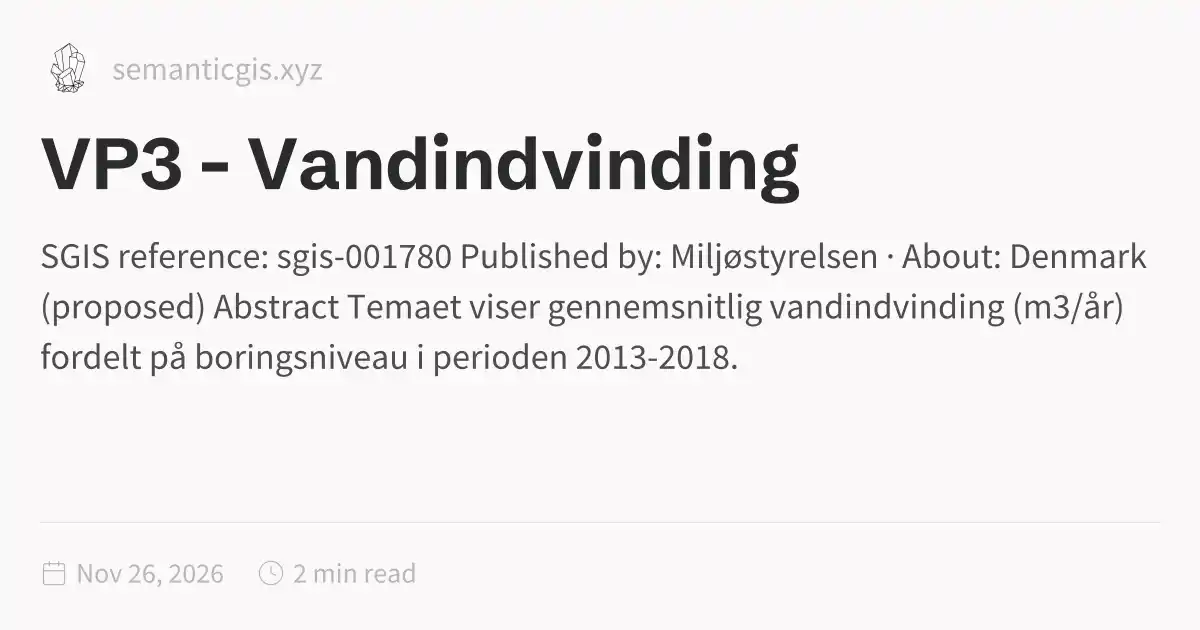 semanticgis.xyz
VP3 – Vandindvinding
SGIS reference: sgis-001780 Published by: Miljøstyrelsen · About: Denmark
(proposed) Abstract Temaet viser gennemsnitlig vandindvinding (m3/år)
fordelt på boringsniveau i perioden 2013-2018.
Nov 26, 2026 2 min read